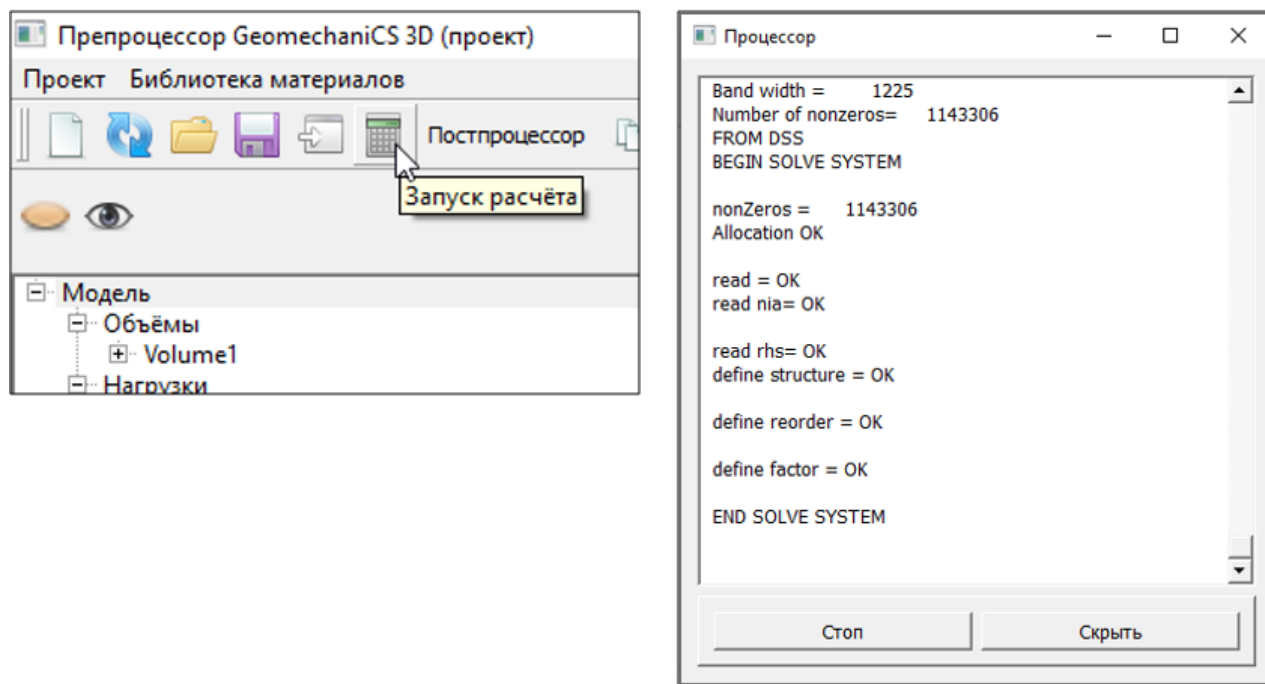 Препроцессор GeomechaniCS 3D (проект)
Проект Библиотека материалов
Постпроцессор
Запуск расчёта
Модель
Объёмы
Volume1
Нагрузки
Процессор
Band width = 1225
Number of nonzeros= 1143306
FROM DSS
BEGIN SOLVE SYSTEM
nonZeros = 1143306
Allocation OK
read = OK
read nia= OK
read rhs= OK
define structure = OK
define reorder = OK
define factor = OK
END SOLVE SYSTEM
Стоп Скрыть